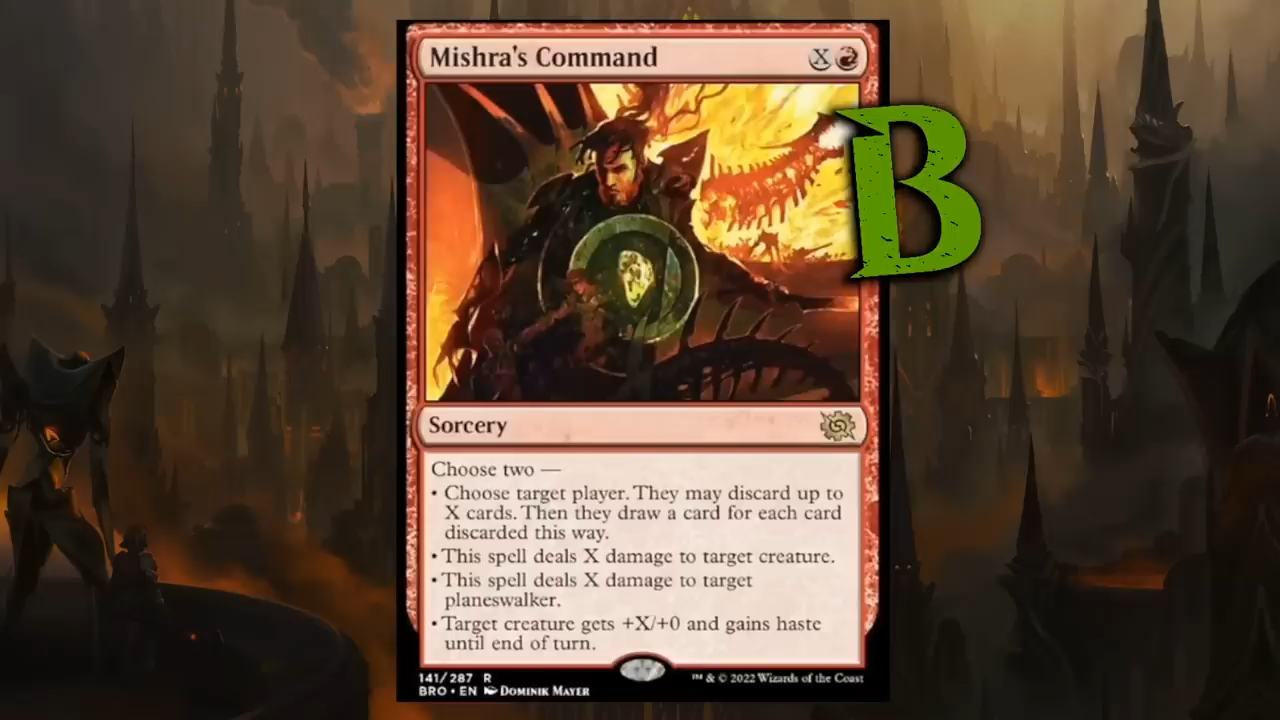 Mishra's Command X
B
Sorcery
Choose two —
• Choose target player. They may discard up to
X cards. Then they draw a card for each card
discarded this way.
• This spell deals X damage to target creature.
• This spell deals X damage to target
planeswalker.
• Target creature gets +X/+0 and gains haste
until end of turn.
141/287 R
BRO • EN Dominik Mayer
™ & © 2022 Wizards of the Coast